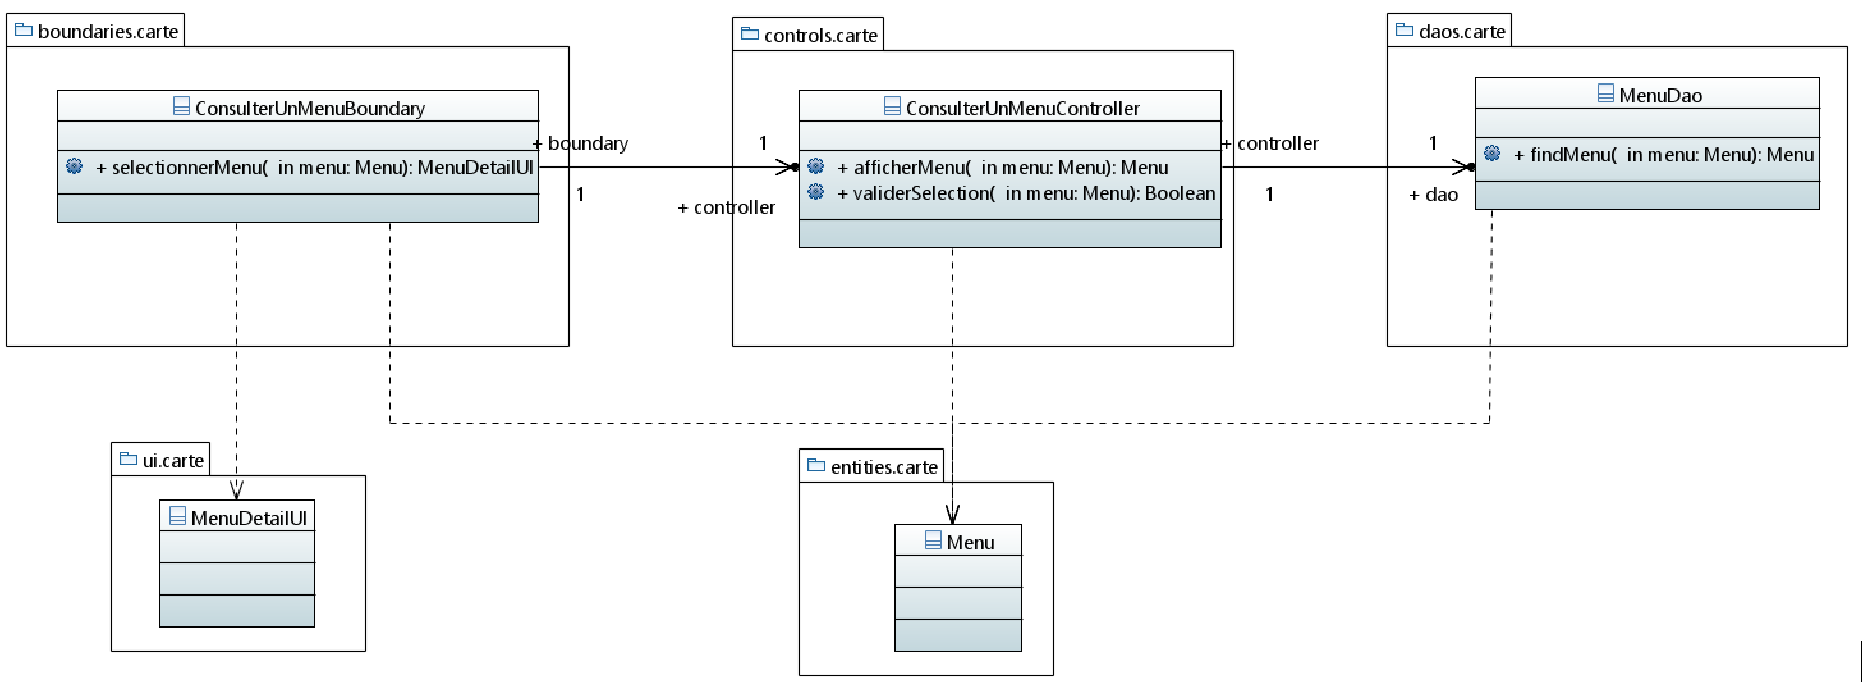 boundaries.carte
ConsulterUnMenuBoundary
+ selectionnerMenu(  in menu: Menu): MenuDetailUI
+ boundary
1
1
+ controller
controls.carte
ConsulterUnMenuController
+ afficherMenu(  in menu: Menu): Menu
+ validerSelection(  in menu: Menu): Boolean
+ controller
1
1
+ dao
daos.carte
MenuDao
+ findMenu(  in menu: Menu): Menu
ui.carte
MenuDetailUI
entities.carte
Menu